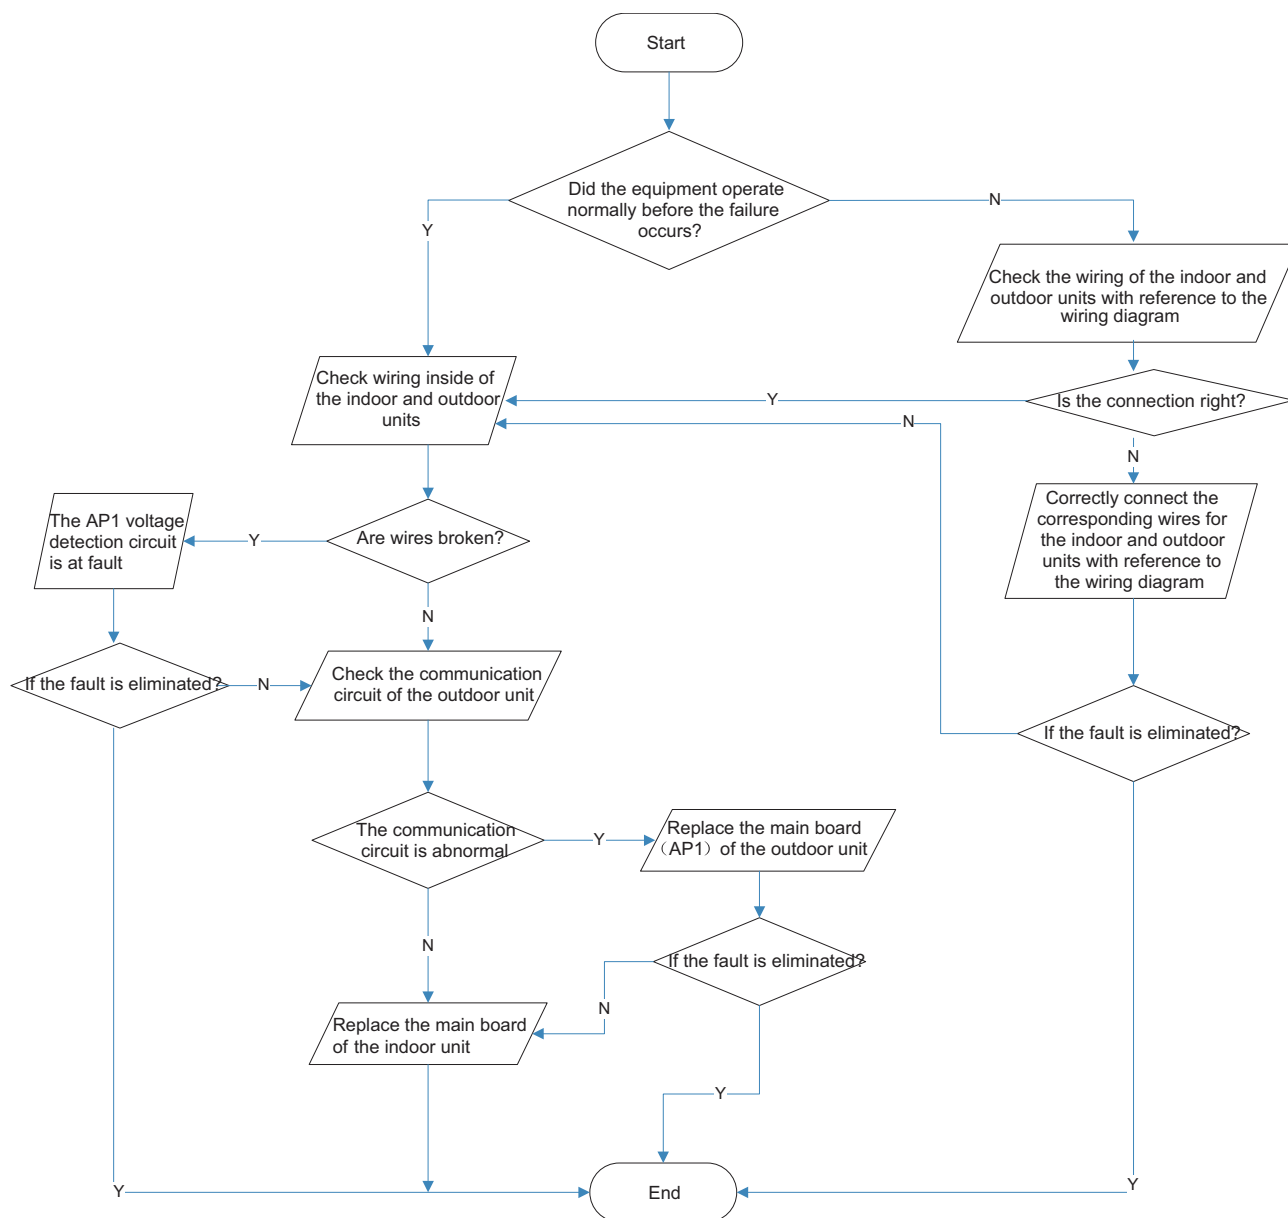 Start
Did the equipment operate
normally before the failure
occurs?
N
Y
Check the wiring of the indoor and
outdoor units with reference to the
wiring diagram
Check wiring inside of
the indoor and outdoor
units
Y
Is the connection right?
N
N
The AP1 voltage
detection circuit
is at fault
Y
Are wires broken?
Correctly connect the
corresponding wires for
the indoor and outdoor
units with reference to
the wiring diagram
N
If the fault is eliminated?
N
Check the communication
circuit of the outdoor unit
If the fault is eliminated?
The communication
circuit is abnormal
Y
Replace the main board
（AP1）of the outdoor unit
N
If the fault is eliminated?
N
Replace the main board
of the indoor unit
Y
Y
End
Y